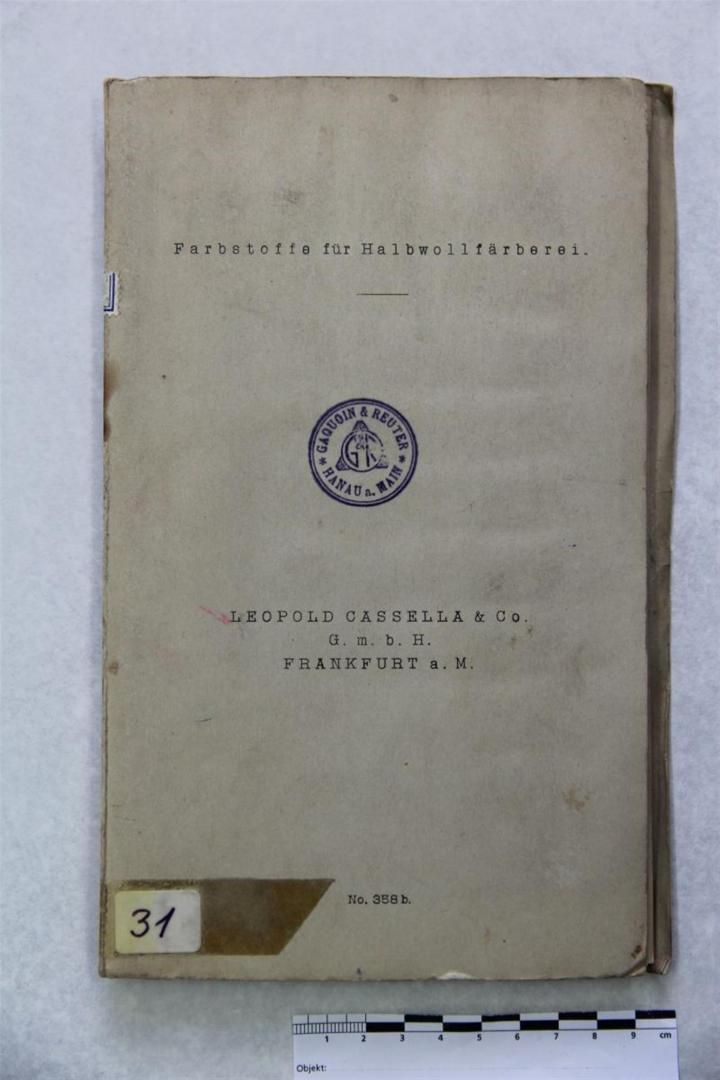 Farbstoffe für Halbwollfärberei.
GAQUOIN & REUTER
G&R
* HANAU a. MAIN *
LEOPOLD CASSELLA & Co.
G. m. b. H.
FRANKFURT a. M.
No. 358 b.
31
1 2 3 4 5 6 7 8 9 cm
Objekt: